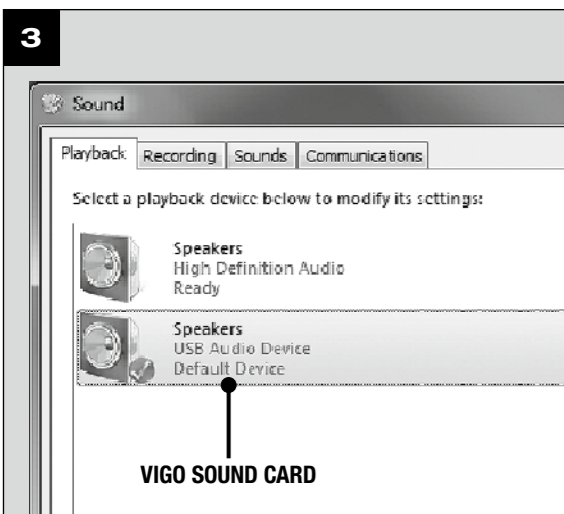 3
Sound
Playback Recording Sounds Communications
Select a playback device below to modify its settings:
Speakers
High Definition Audio
Ready
Speakers
USB Audio Device
Default Device
VIGO SOUND CARD